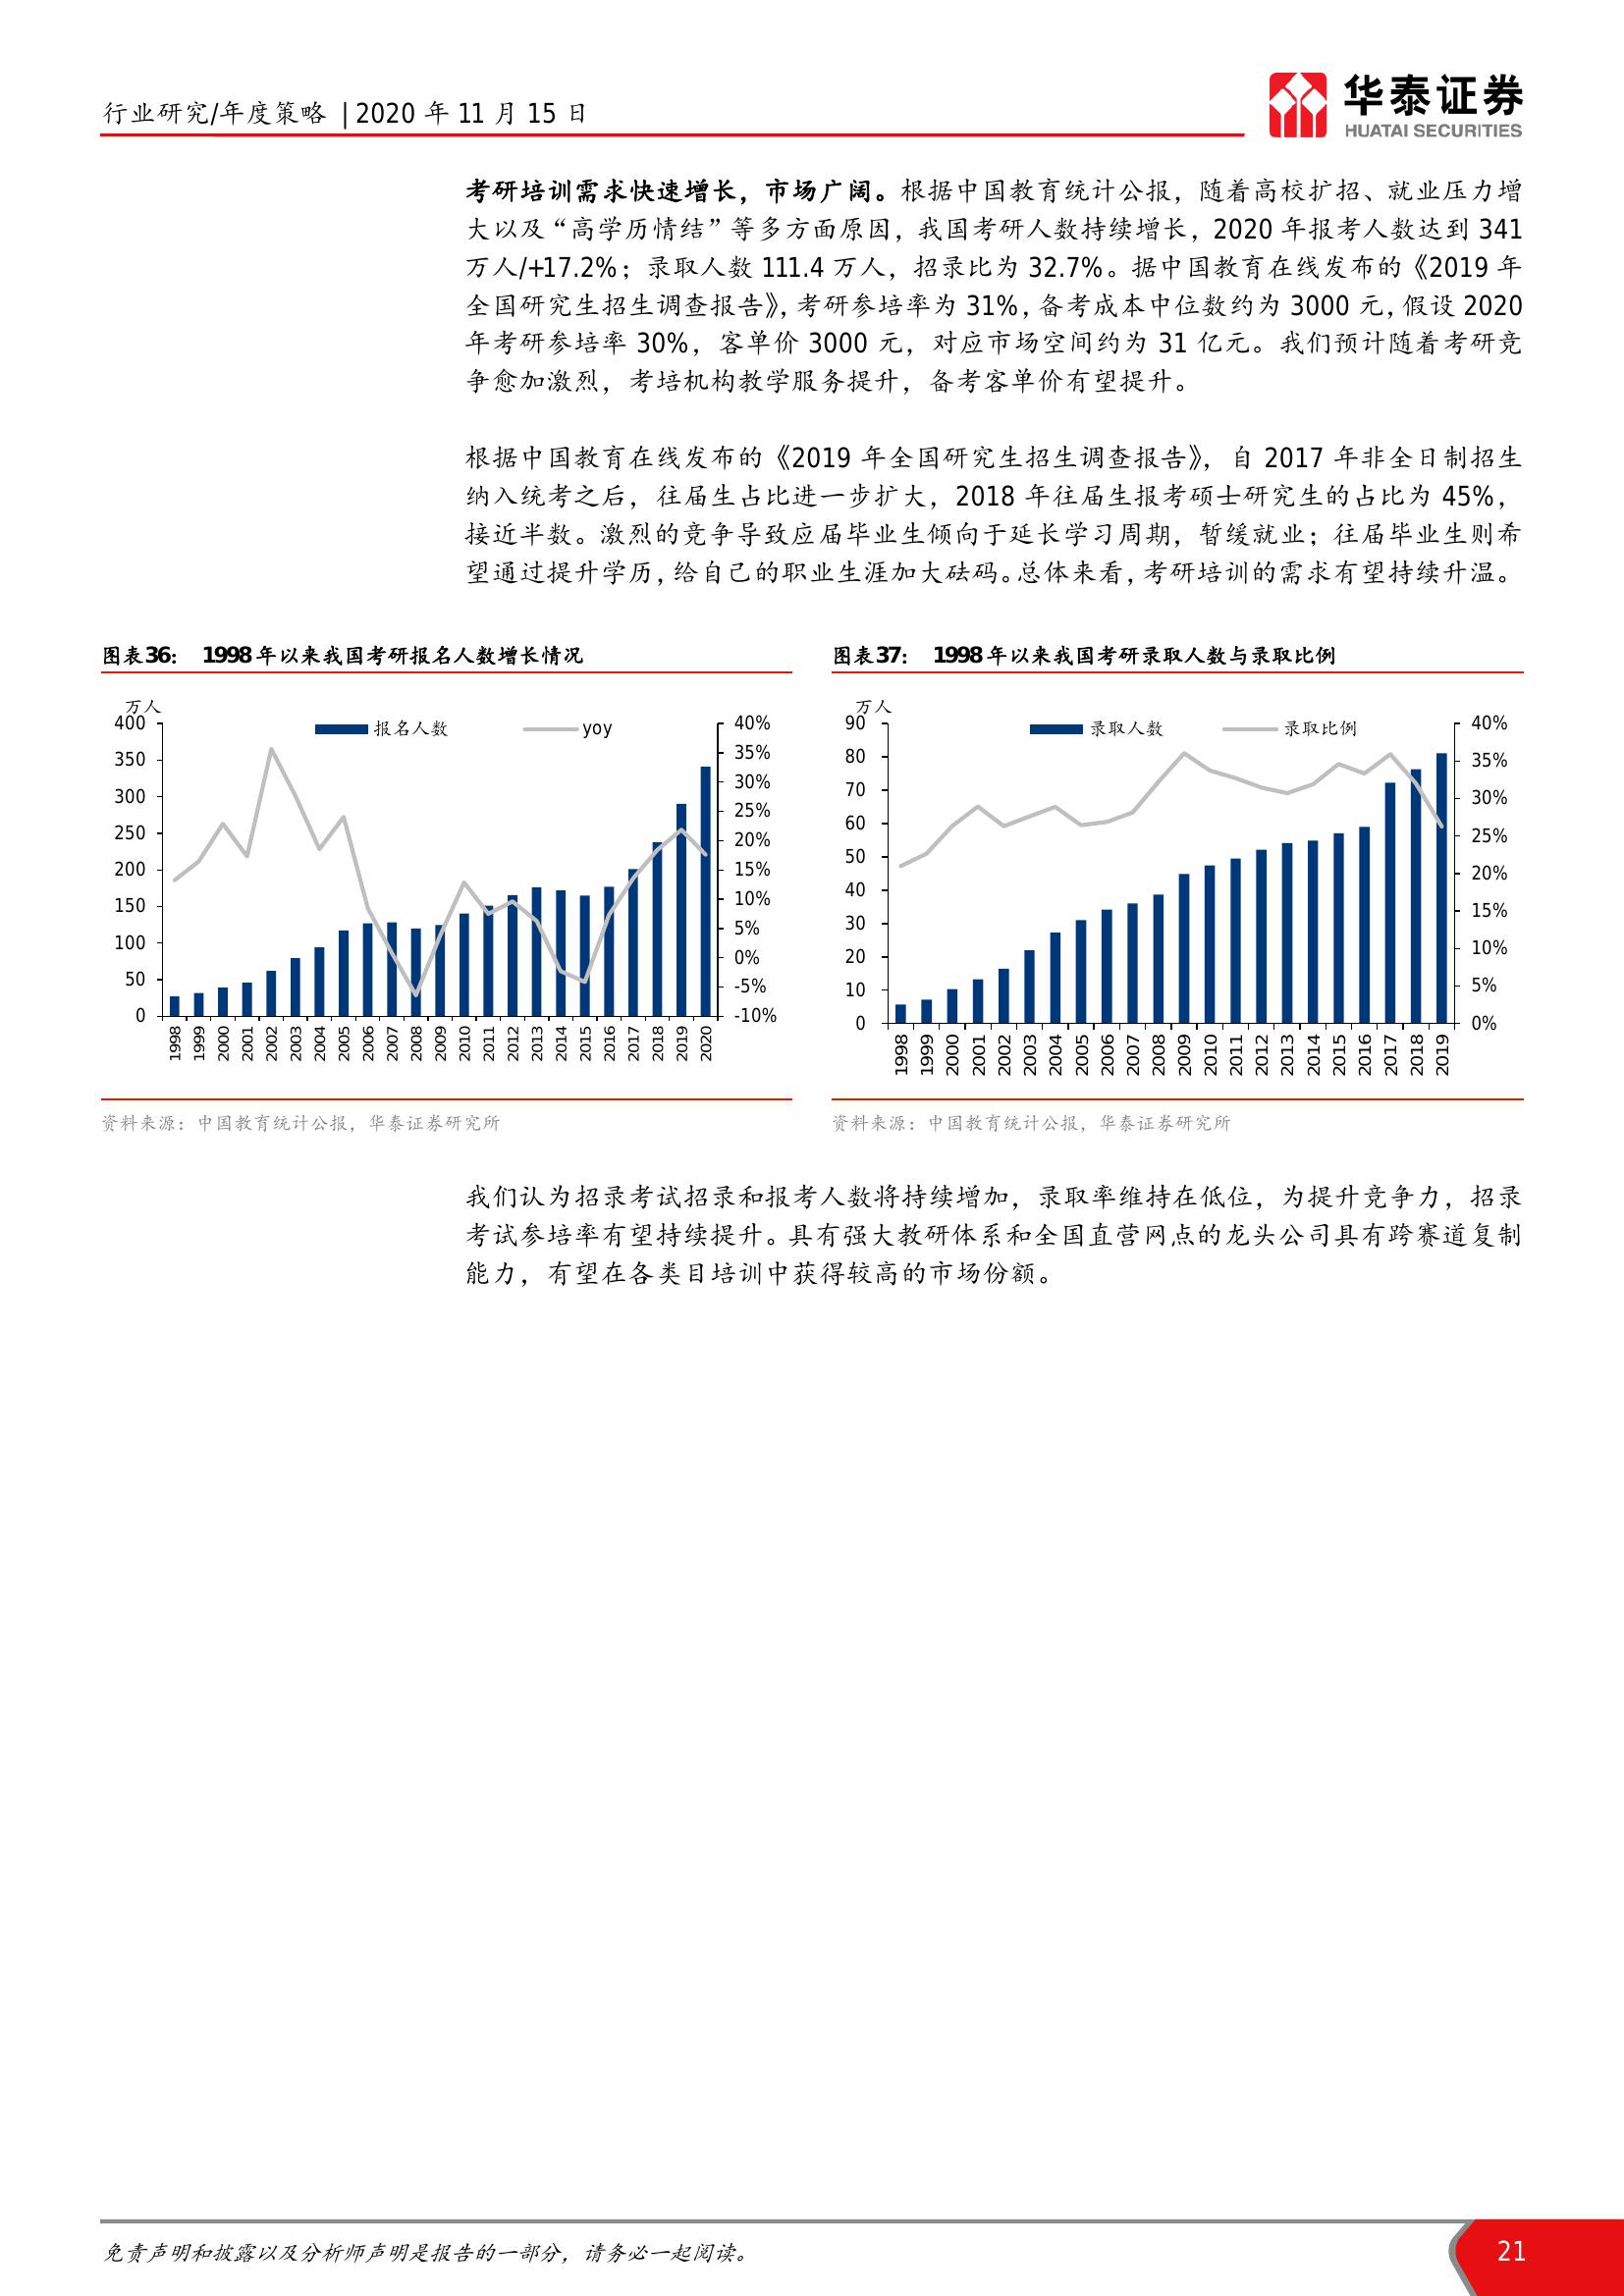 行业研究/年度策略 | 2020 年 11 月 15 日
华泰证券
HUATAI SECURITIES
考研培训需求快速增长，市场广阔。根据中国教育统计公报，随着高校扩招、就业压力增
大以及“高学历情结”等多方面原因，我国考研人数持续增长，2020 年报考人数达到 341
万人/+17.2%；录取人数 111.4 万人，招录比为 32.7%。据中国教育在线发布的《2019 年
全国研究生招生调查报告》，考研参培率为 31%，备考成本中位数约为 3000 元，假设 2020
年考研参培率 30%，客单价 3000 元，对应市场空间约为 31 亿元。我们预计随着考研竞
争愈加激烈，考培机构教学服务提升，备考客单价有望提升。
根据中国教育在线发布的《2019 年全国研究生招生调查报告》，自 2017 年非全日制招生
纳入统考之后，往届生占比进一步扩大，2018 年往届生报考硕士研究生的占比为 45%，
接近半数。激烈的竞争导致应届毕业生倾向于延长学习周期，暂缓就业；往届毕业生则希
望通过提升学历，给自己的职业生涯加大砝码。总体来看，考研培训的需求有望持续升温。
图表36： 1998 年以来我国考研报名人数增长情况
万人
报名人数 yoy
400
350
300
250
200
150
100
50
0
40%
35%
30%
25%
20%
15%
10%
5%
0%
-5%
-10%
1998 1999 2000 2001 2002 2003 2004 2005 2006 2007 2008 2009 2010 2011 2012 2013 2014 2015 2016 2017 2018 2019 2020
资料来源：中国教育统计公报，华泰证券研究所
图表37： 1998 年以来我国考研录取人数与录取比例
万人
录取人数 录取比例
90
80
70
60
50
40
30
20
10
0
40%
35%
30%
25%
20%
15%
10%
5%
0%
1998 1999 2000 2001 2002 2003 2004 2005 2006 2007 2008 2009 2010 2011 2012 2013 2014 2015 2016 2017 2018 2019
资料来源：中国教育统计公报，华泰证券研究所
我们认为招录考试招录和报考人数将持续增加，录取率维持在低位，为提升竞争力，招录
考试参培率有望持续提升。具有强大教研体系和全国直营网点的龙头公司具有跨赛道复制
能力，有望在各类目培训中获得较高的市场份额。
免责声明和披露以及分析师声明是报告的一部分，请务必一起阅读。
21